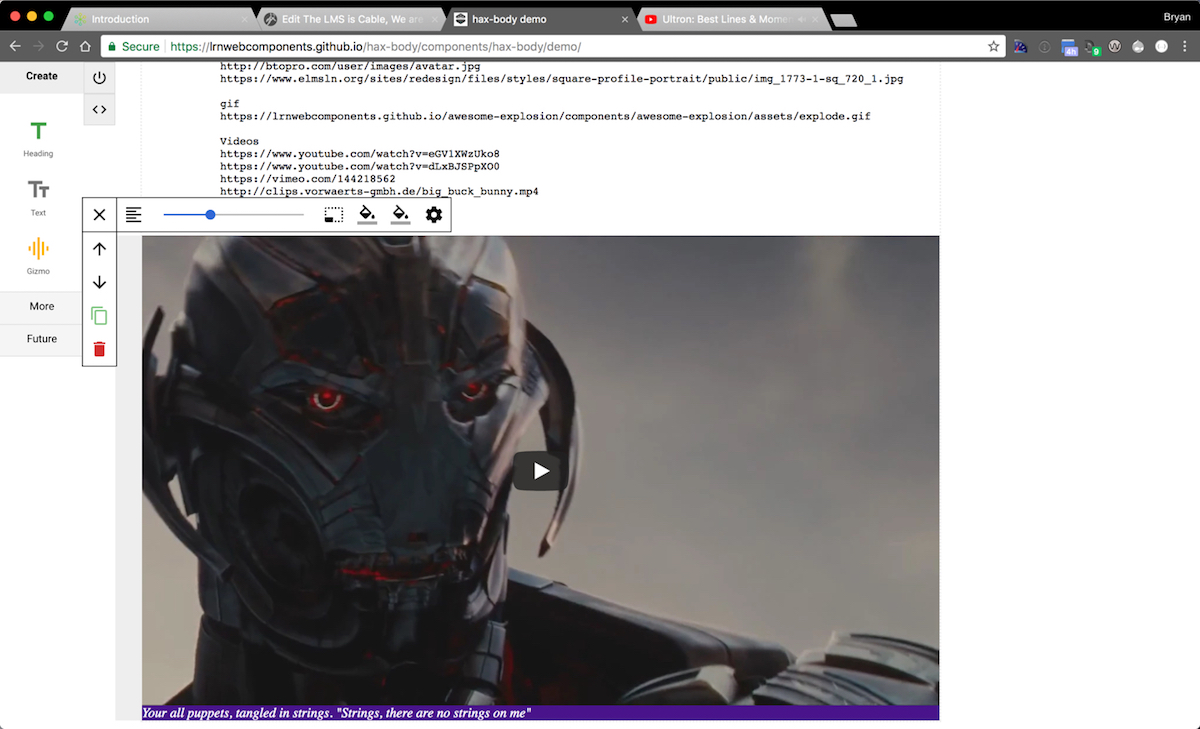 Introduction
Edit The LMS is Cable, We are
hax-body demo
Ultron: Best Lines & Momen
Bryan
Secure
https://lrnwebcomponents.github.io/hax-body/components/hax-body/demo/
4h
9
Create
http://btopro.com/user/images/avatar.jpg
https://www.elmsln.org/sites/redesign/files/styles/square-profile-portrait/public/img_1773-1-sq_720_1.jpg
gif
https://lrnwebcomponents.github.io/awesome-explosion/components/awesome-explosion/assets/explode.gif
Videos
https://www.youtube.com/watch?v=eGV1XWzUko8
https://www.youtube.com/watch?v=dLxBJSPpXO0
https://vimeo.com/144218562
http://clips.vorwaerts-gmbh.de/big_buck_bunny.mp4
Heading
Text
Gizmo
More
Future
Your all puppets, tangled in strings. "Strings, there are no strings on me"